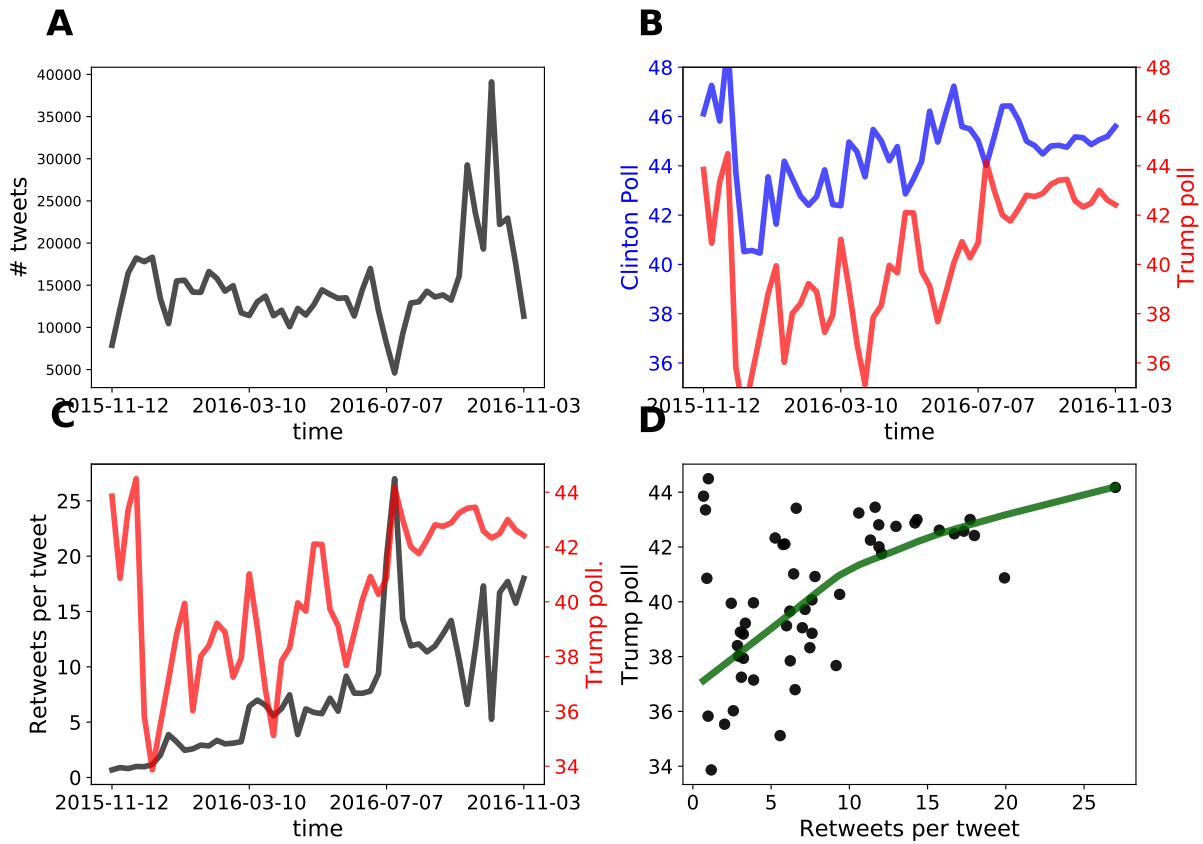 A
# tweets
40000
35000
30000
25000
20000
15000
10000
5000
2015-11-12 2016-03-10 2016-07-07 2016-11-03
time
B
Clinton Poll
48
46
44
42
40
38
36
48
46
44
42
40
38
36
Trump poll
2015-11-12 2016-03-10 2016-07-07 2016-11-03
time
C
Retweets per tweet
25
20
15
10
5
0
44
42
40
38
36
34
Trump poll.
2015-11-12 2016-03-10 2016-07-07 2016-11-03
time
D
Trump poll
44
42
40
38
36
34
0 5 10 15 20 25
Retweets per tweet